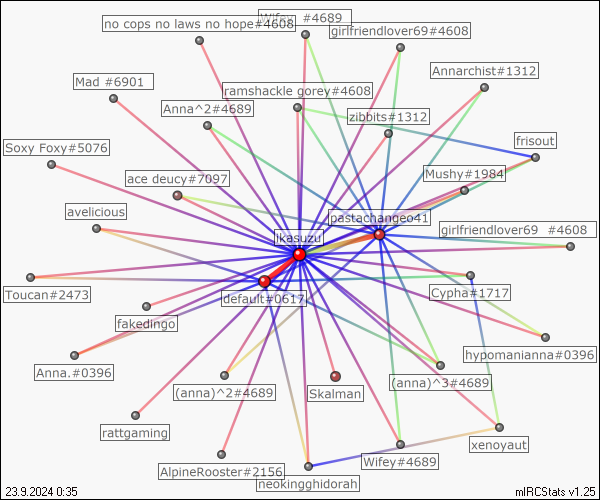 no cops no laws no hope#4608
Wifey #4689
girlfriendlover69#4608
Mad #6901
Annarchist#1312
ramshackle gorey#4608
Anna^2#4689
zibbits#1312
frisout
Soxy Foxy#5076
Mushy#1984
ace deucy#7097
avelicious
pastachangeo41
girlfriendlover69 #4608
ikasuzu
Toucan#2473
default#0617
Cypha#1717
fakedingo
hypomanianna#0396
Anna.#0396
(anna)^2#4689
Skalman
(anna)^3#4689
rattgaming
xenoyaut
AlpineRooster#2156
Wifey#4689
neokingghidorah
23.9.2024 0:35
mIRCStats v1.25